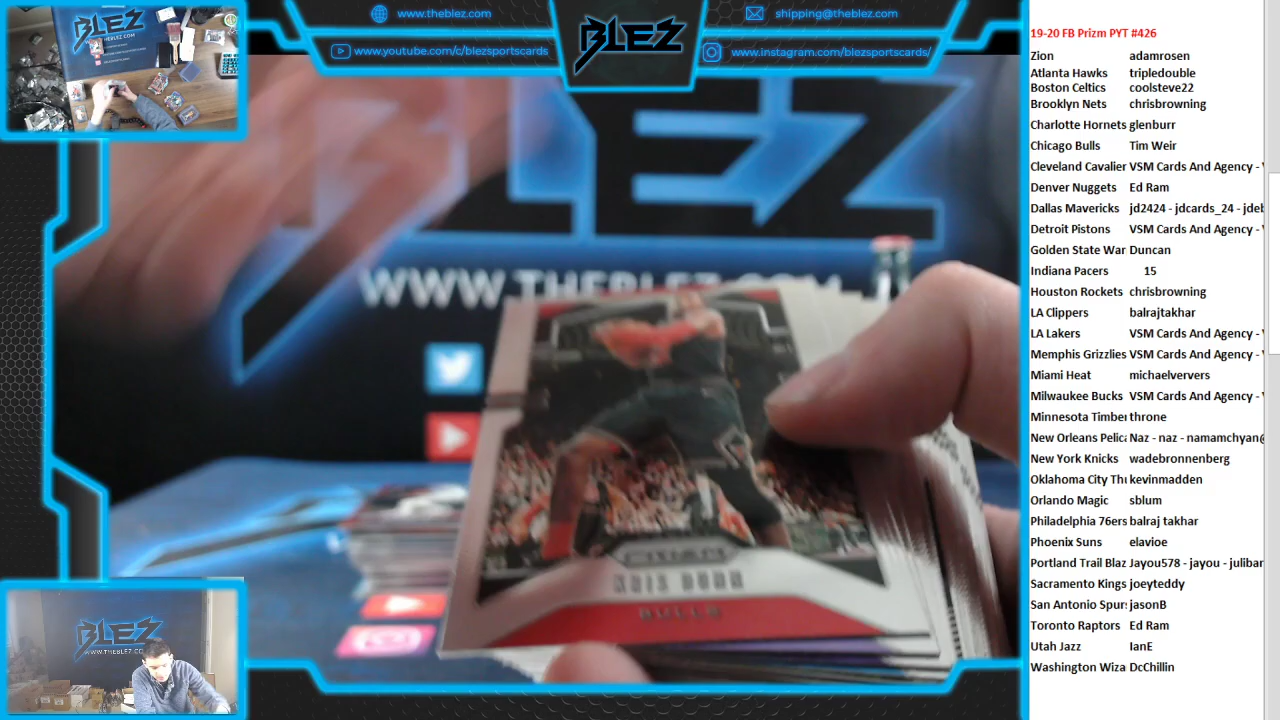 www.theblez.com
shipping@theblez.com
www.youtube.com/c/blezsportscards
www.instagram.com/blezsportscards/
BLEZ
BLEZ
WWW.THEBLEZ.COM
PRIZM
BULLS
BLEZ
19-20 FB Prizm PYT #426
Zion adamrosen
Atlanta Hawks tripledouble
Boston Celtics coolsteve22
Brooklyn Nets chrisbrowning
Charlotte Hornets glenburr
Chicago Bulls Tim Weir
Cleveland Cavalier VSM Cards And Agency -
Denver Nuggets Ed Ram
Dallas Mavericks jd2424 - jdcards_24 - jdeb
Detroit Pistons VSM Cards And Agency -
Golden State War Duncan
Indiana Pacers 15
Houston Rockets chrisbrowning
LA Clippers balrajtakhar
LA Lakers VSM Cards And Agency -
Memphis Grizzlies VSM Cards And Agency -
Miami Heat michaelververs
Milwaukee Bucks VSM Cards And Agency -
Minnesota Timber throne
New Orleans Pelica Naz - naz - namamchyan@
New York Knicks wadebronnenberg
Oklahoma City Thu kevinmadden
Orlando Magic sblum
Philadelphia 76ers balraj takhar
Phoenix Suns elavioe
Portland Trail Blaz Jayou578 - jayou - julibar
Sacramento Kings joeyteddy
San Antonio Spurs jasonB
Toronto Raptors Ed Ram
Utah Jazz IanE
Washington Wiza DcChillin